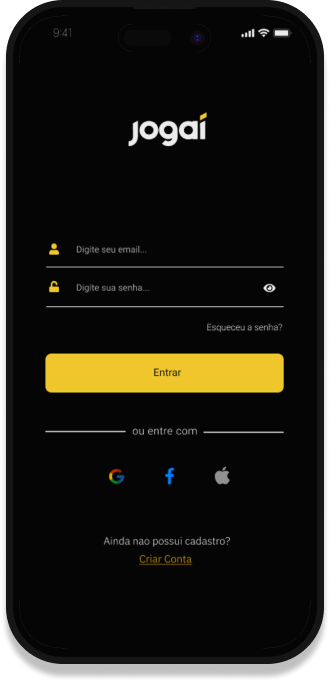 9:41
jogaí
Digite seu email...
Digite sua senha...
Esqueceu a senha?
Entrar
ou entre com
Ainda nao possui cadastro?
Criar Conta